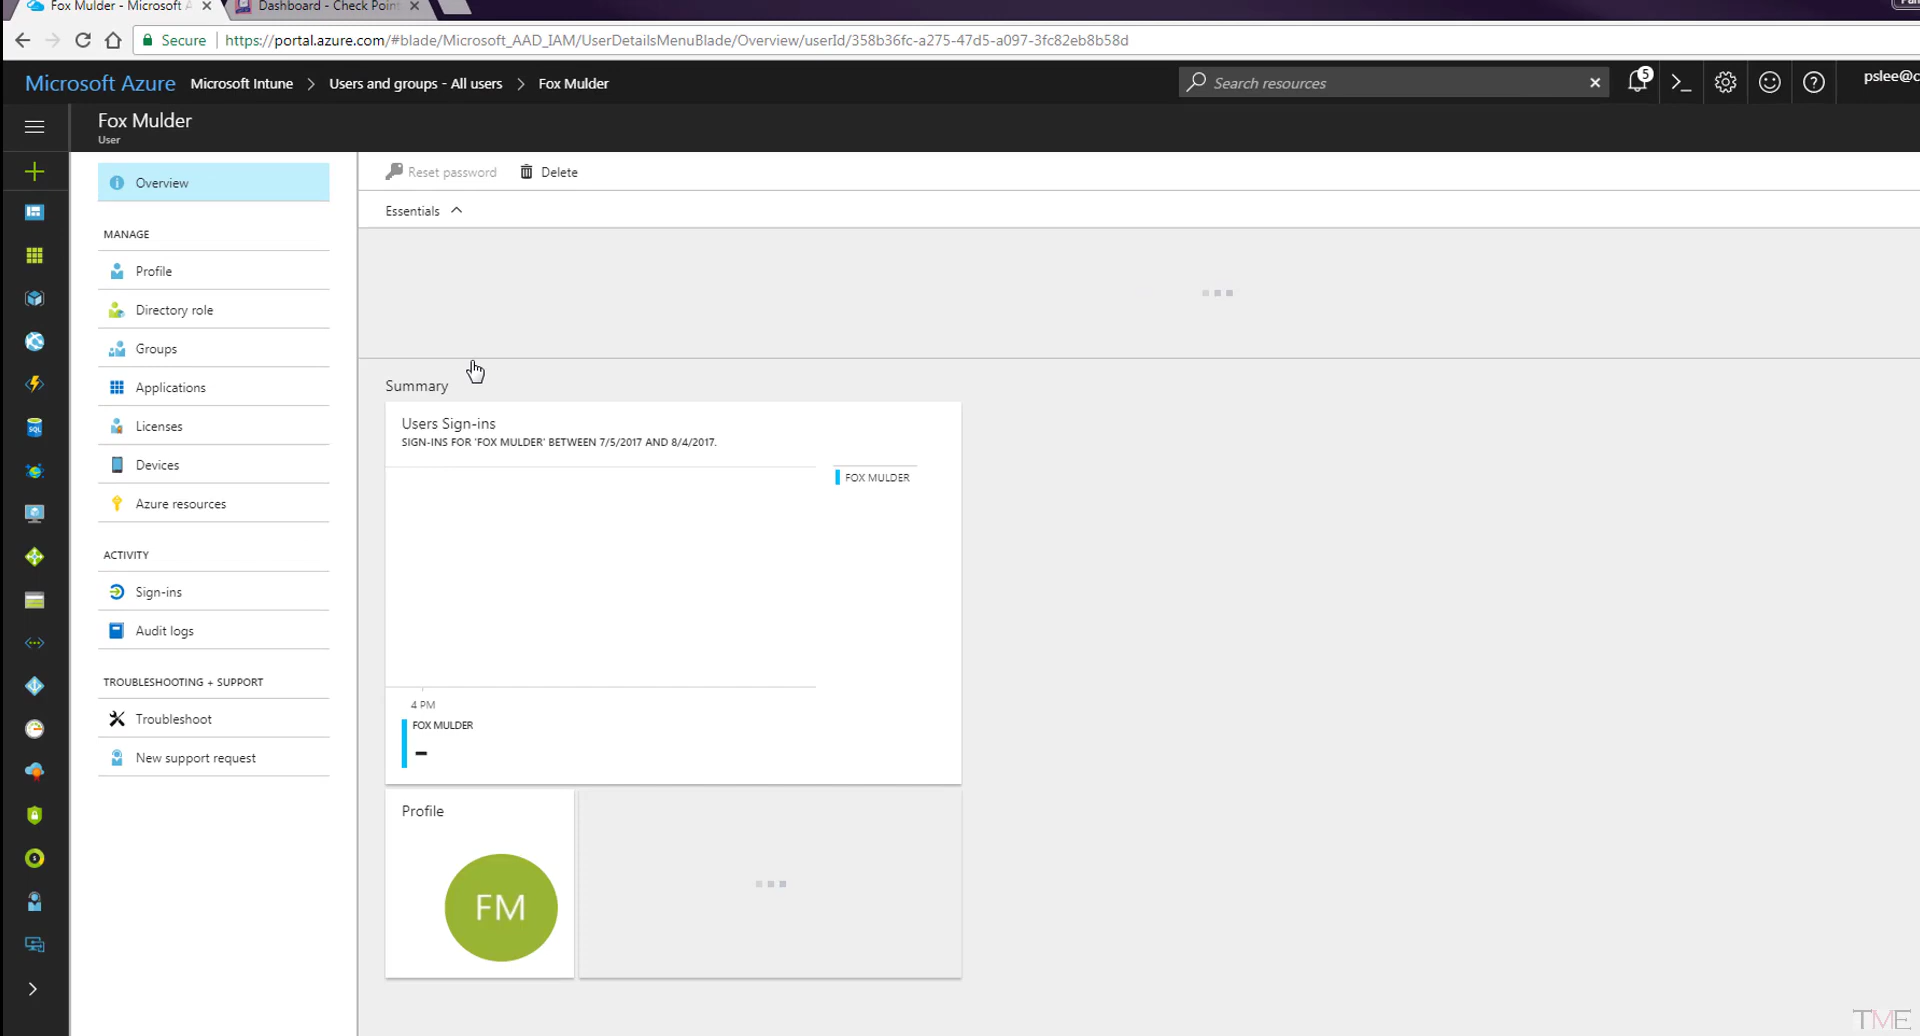 Fox Mulder - Microsoft A
Dashboard - Check Point
Secure
https://portal.azure.com/#blade/Microsoft_AAD_IAM/UserDetailsMenuBlade/Overview/userId/358b36fc-a275-47d5-a097-3fc82eb8b58d
Microsoft Azure Microsoft Intune > Users and groups - All users > Fox Mulder
Search resources
5
pslee@c
Fox Mulder
User
Overview
MANAGE
Profile
Directory role
Groups
Applications
Licenses
Devices
Azure resources
ACTIVITY
Sign-ins
Audit logs
TROUBLESHOOTING + SUPPORT
Troubleshoot
New support request
Reset password
Delete
Essentials
Summary
Users Sign-ins
SIGN-INS FOR 'FOX MULDER' BETWEEN 7/5/2017 AND 8/4/2017.
FOX MULDER
4 PM
FOX MULDER
–
Profile
FM
SQL
TME